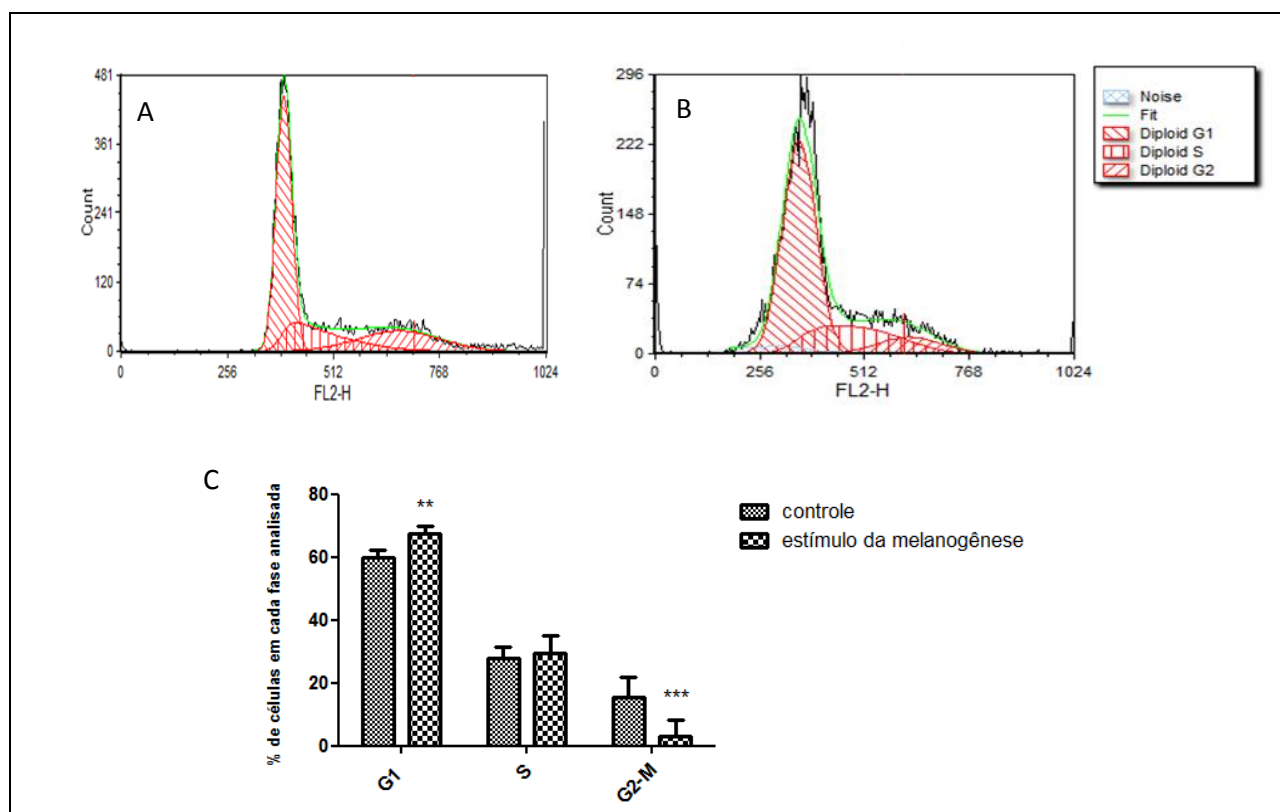 A
481
361
241
120
0
Count
0 256 512 768 1024
FL2-H
B
296
222
148
74
0
Count
0 256 512 768 1024
FL2-H
Noise
Fit
Diploid G1
Diploid S
Diploid G2
C
% de células em cada fase analisada
80
60
40
20
0
**
***
G1 S G2-M
controle
estímulo da melanogênese